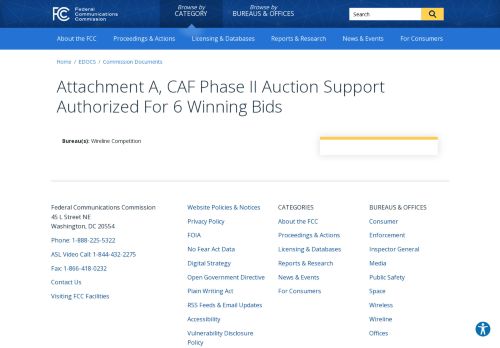 FCC Federal Communications Commission
Browse by CATEGORY
Browse by BUREAUS & OFFICES
Search
About the FCC Proceedings & Actions Licensing & Databases Reports & Research News & Events For Consumers
Home / EDOCS / Commission Documents
Attachment A, CAF Phase II Auction Support
Authorized For 6 Winning Bids
Bureau(s): Wireline Competition
Federal Communications Commission
45 L Street NE
Washington, DC 20554
Phone: 1-888-225-5322
ASL Video Call: 1-844-432-2275
Fax: 1-866-418-0232
Contact Us
Visiting FCC Facilities
Website Policies & Notices
Privacy Policy
FOIA
No Fear Act Data
Digital Strategy
Open Government Directive
Plain Writing Act
RSS Feeds & Email Updates
Accessibility
Vulnerability Disclosure
Policy
CATEGORIES
About the FCC
Proceedings & Actions
Licensing & Databases
Reports & Research
News & Events
For Consumers
BUREAUS & OFFICES
Consumer
Enforcement
Inspector General
Media
Public Safety
Space
Wireless
Wireline
Offices